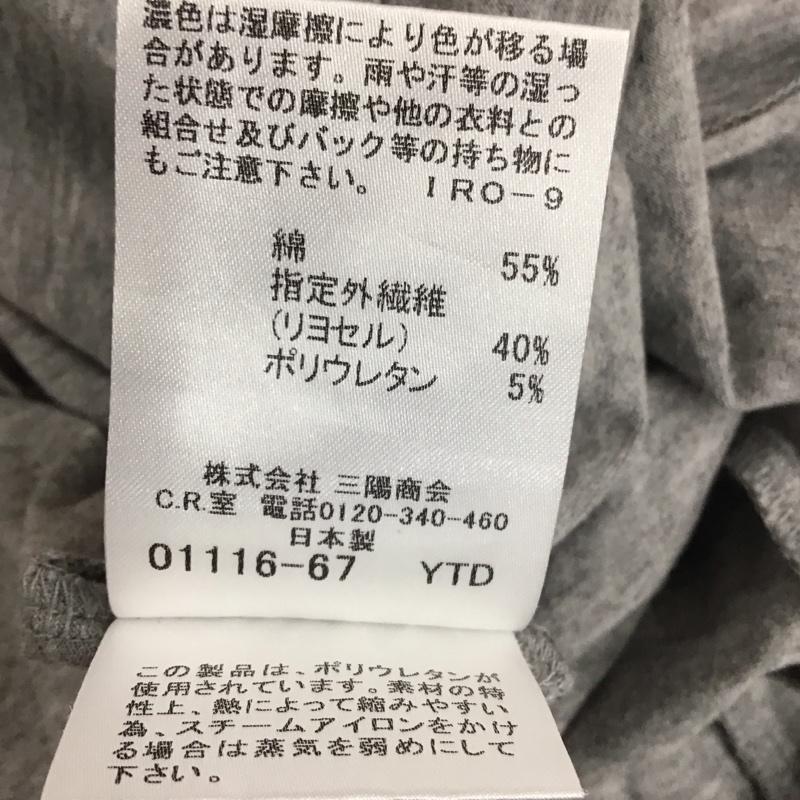 濃色は湿摩擦により色が移る場
合があります。雨や汗等の湿っ
た状態での摩擦や他の衣料との
組合せ及びバック等の持ち物に
もご注意下さい。 IRO-9
綿 55%
指定外繊維
(リヨセル) 40%
ポリウレタン 5%
株式会社 三陽商会
C.R.室 電話0120-340-460
日本製
01116-67 YTD
この製品は、ポリウレタンが
使用されています。素材の特
性上、熱によって縮みやすい
為、スチームアイロンをかけ
る場合は蒸気を弱めにして
下さい。